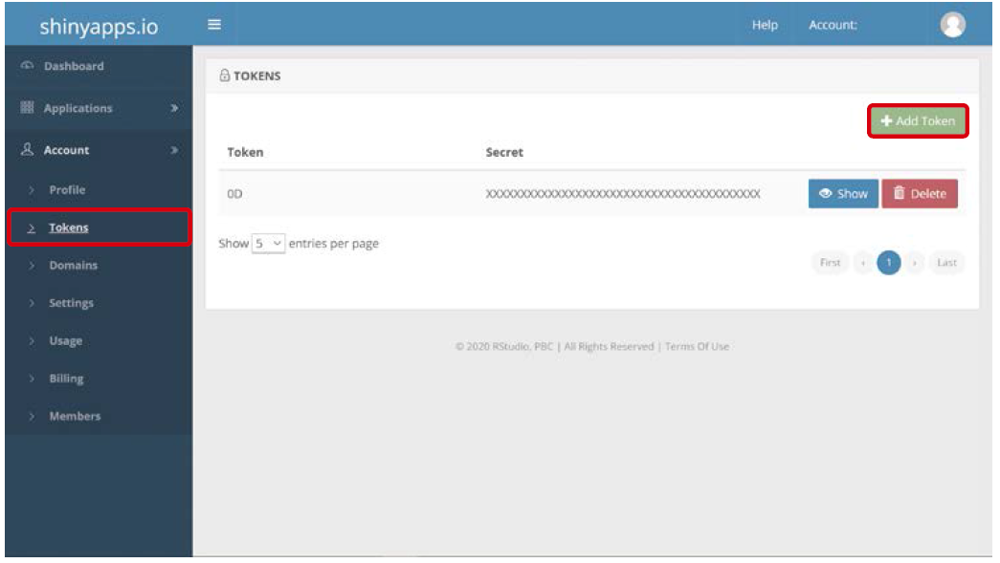 shinyapps.io
Help Account:
Dashboard
Applications
Account
Profile
Tokens
Domains
Settings
Usage
Billing
Members
TOKENS
Add Token
Token Secret
0D XXXXXXXXXXXXXXXXXXXXXXXXXXXXXXXXXXXXXXXX Show Delete
Show 5 entries per page
First ‹ 1 › Last
© 2020 RStudio, PBC | All Rights Reserved | Terms Of Use